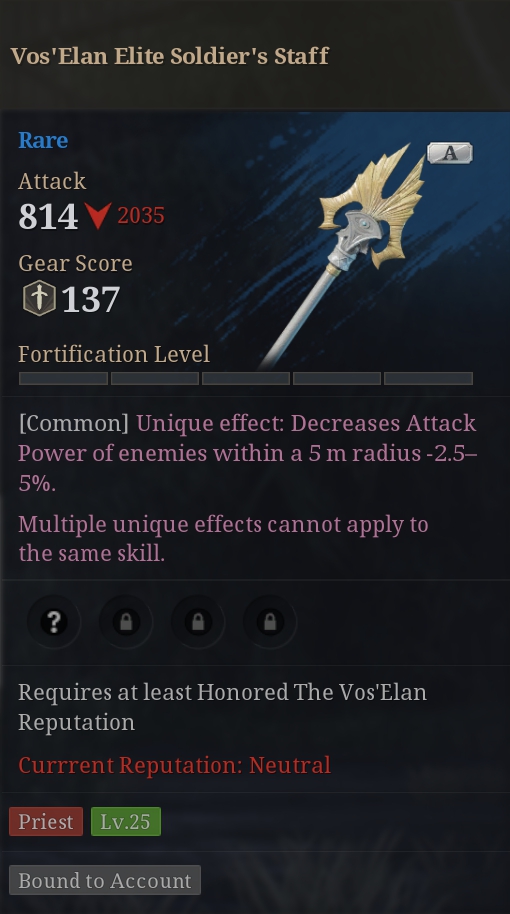 Vos'Elan Elite Soldier's Staff
Rare
A
Attack
814 2035
Gear Score
137
Fortification Level
[Common] Unique effect: Decreases Attack
Power of enemies within a 5 m radius -2.5–
5%.
Multiple unique effects cannot apply to
the same skill.
?
Requires at least Honored The Vos'Elan
Reputation
Currrent Reputation: Neutral
Priest Lv.25
Bound to Account